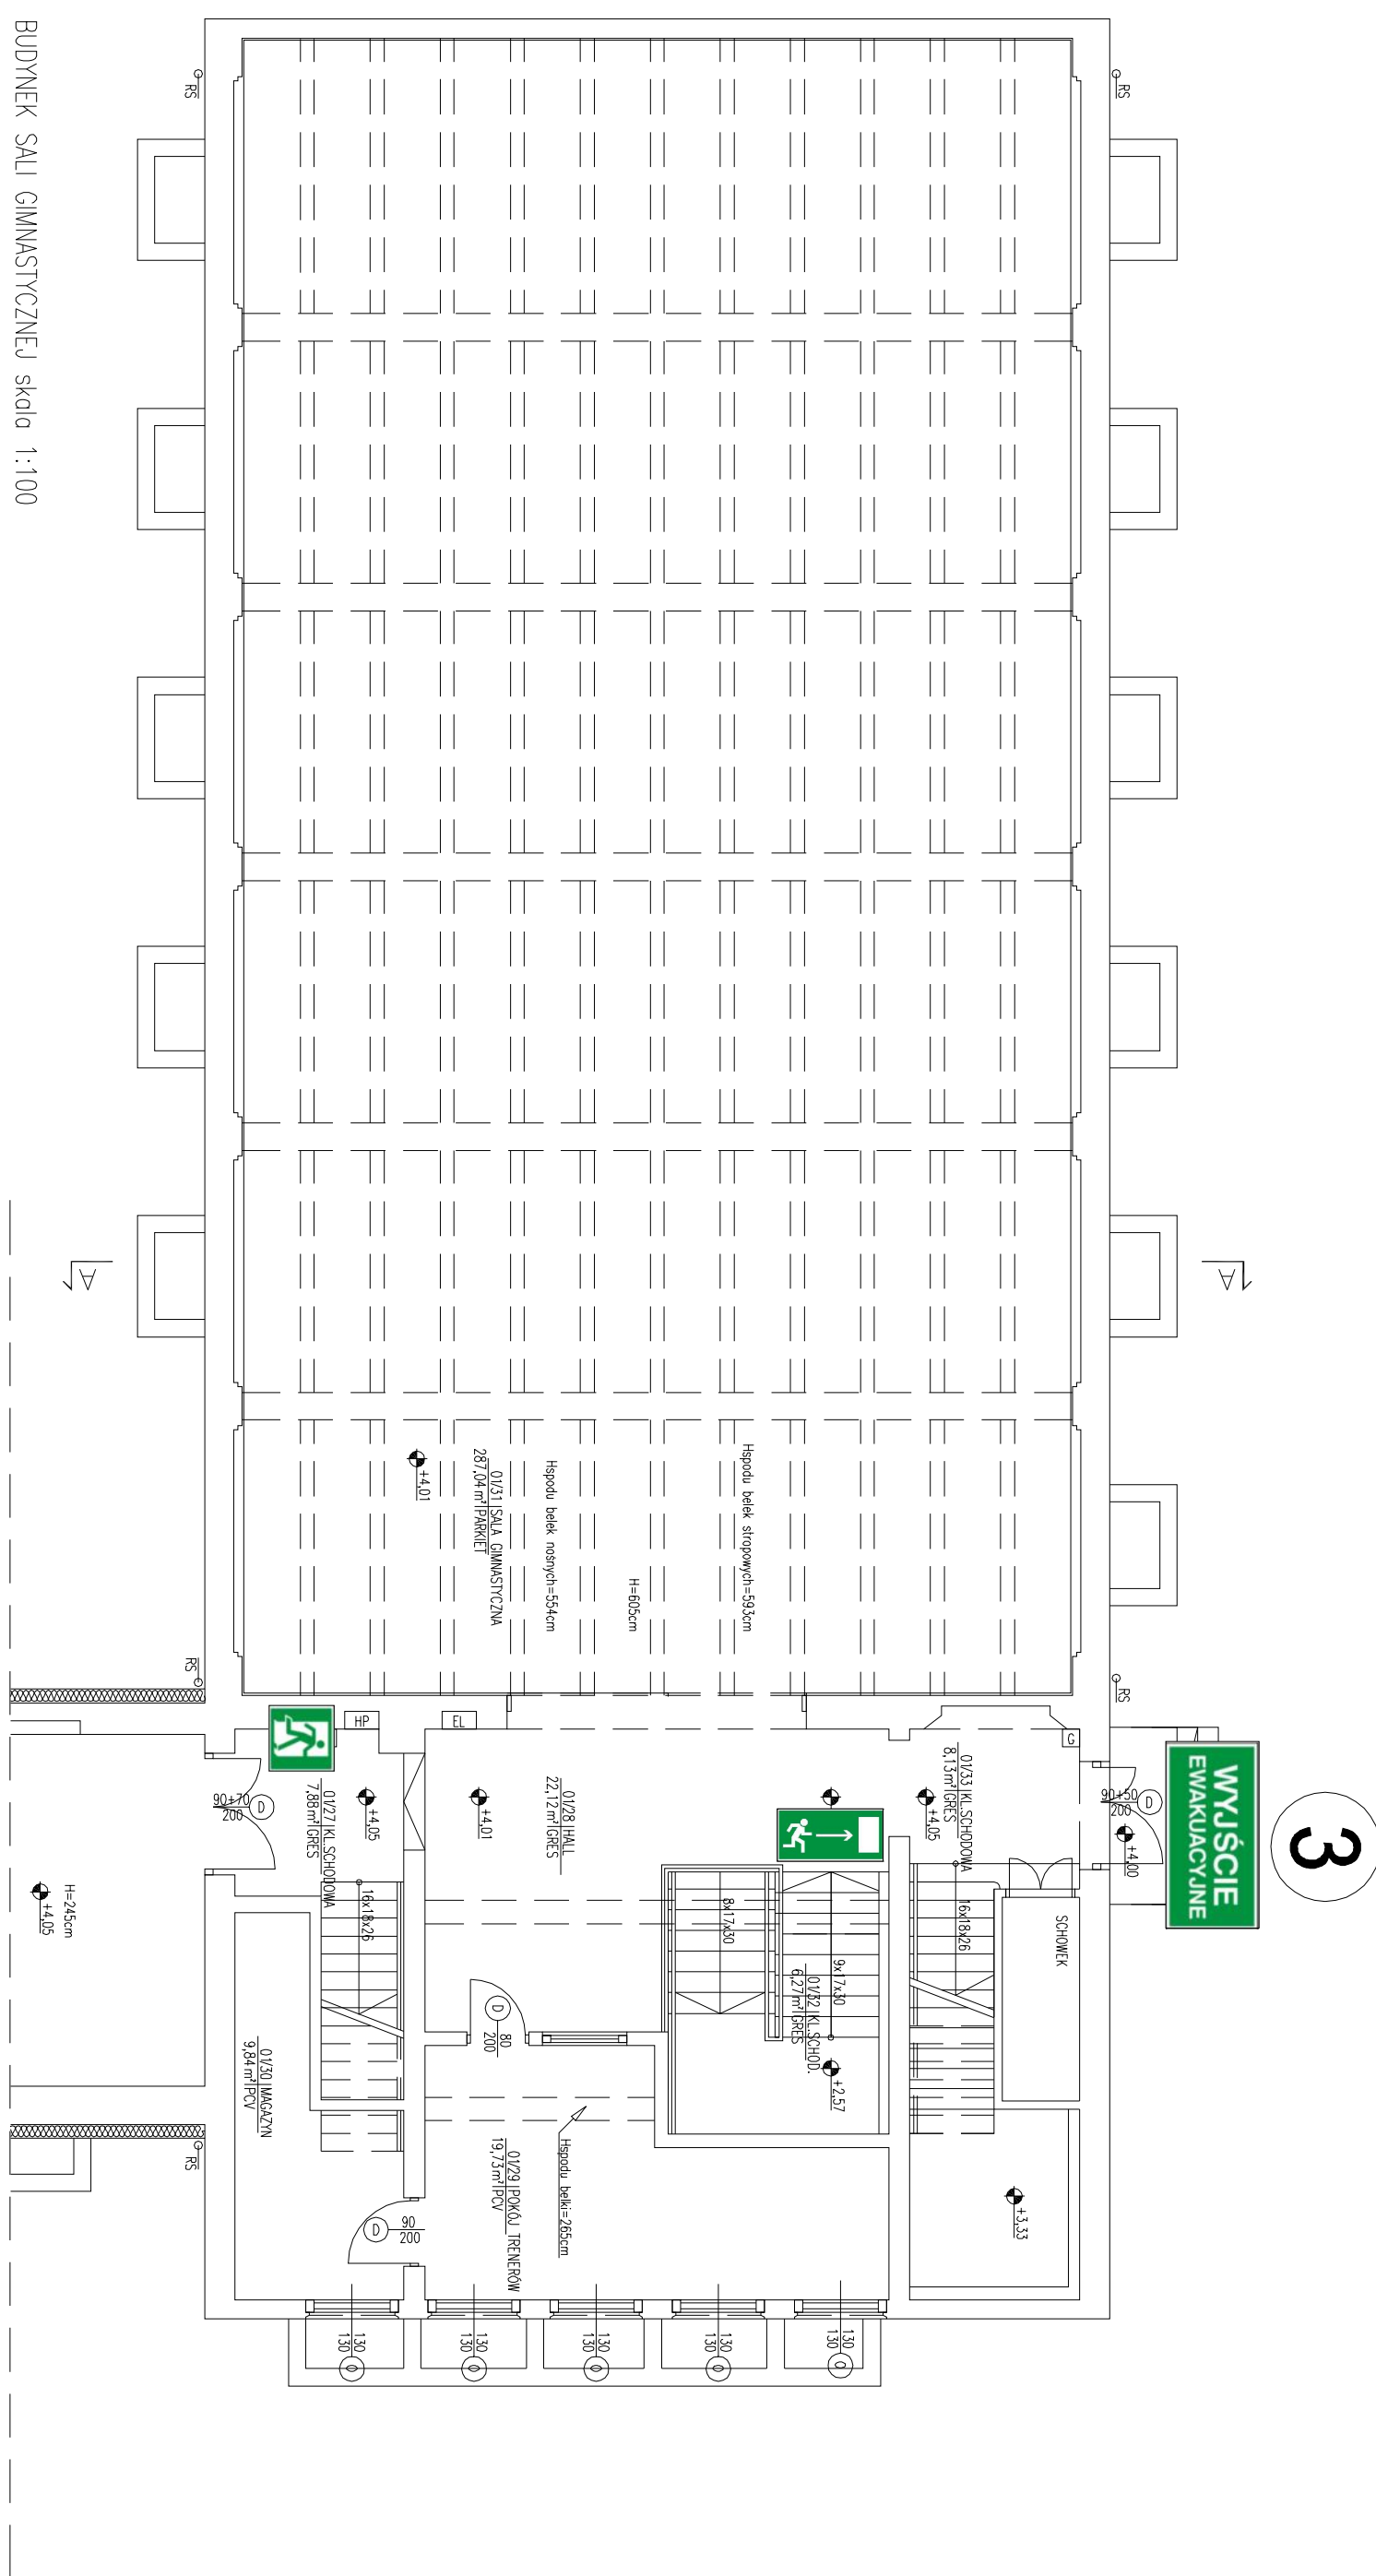 BUDYNEK SALI GIMNASTYCZNEJ skala 1:100
3
WYJŚCIE
EWAKUACYJNE
RS
RS
A
A
Hspodu belek stropowych=593cm
H=605cm
Hspodu belek nośnych=554cm
01/31 SALA GIMNASTYCZNA
287,04 m² PARKIET
+4,01
RS
RS
G
EL
HP
90+50
200
D
+4,00
01/33 KL.SCHODOWA
8,13m² GRES
+4,05
16x18x26
SCHOWEK
01/28 HALL
22,12m² GRES
+4,01
8x17x30
9x17x30
01/32 KL.SCHOD.
6,27m² GRES
+2,57
+3,33
+4,05
01/27 KL.SCHODOWA
7,88m² GRES
16x18x26
90+70
200
D
H=245cm
+4,05
D
80
200
01/30 MAGAZYN
9,84m² PCV
01/29 POKÓJ TRENERÓW
19,73m² PCV
Hspodu belki=265cm
D
90
200
RS
130
130
O
130
130
O
130
130
O
130
130
O
130
130
O